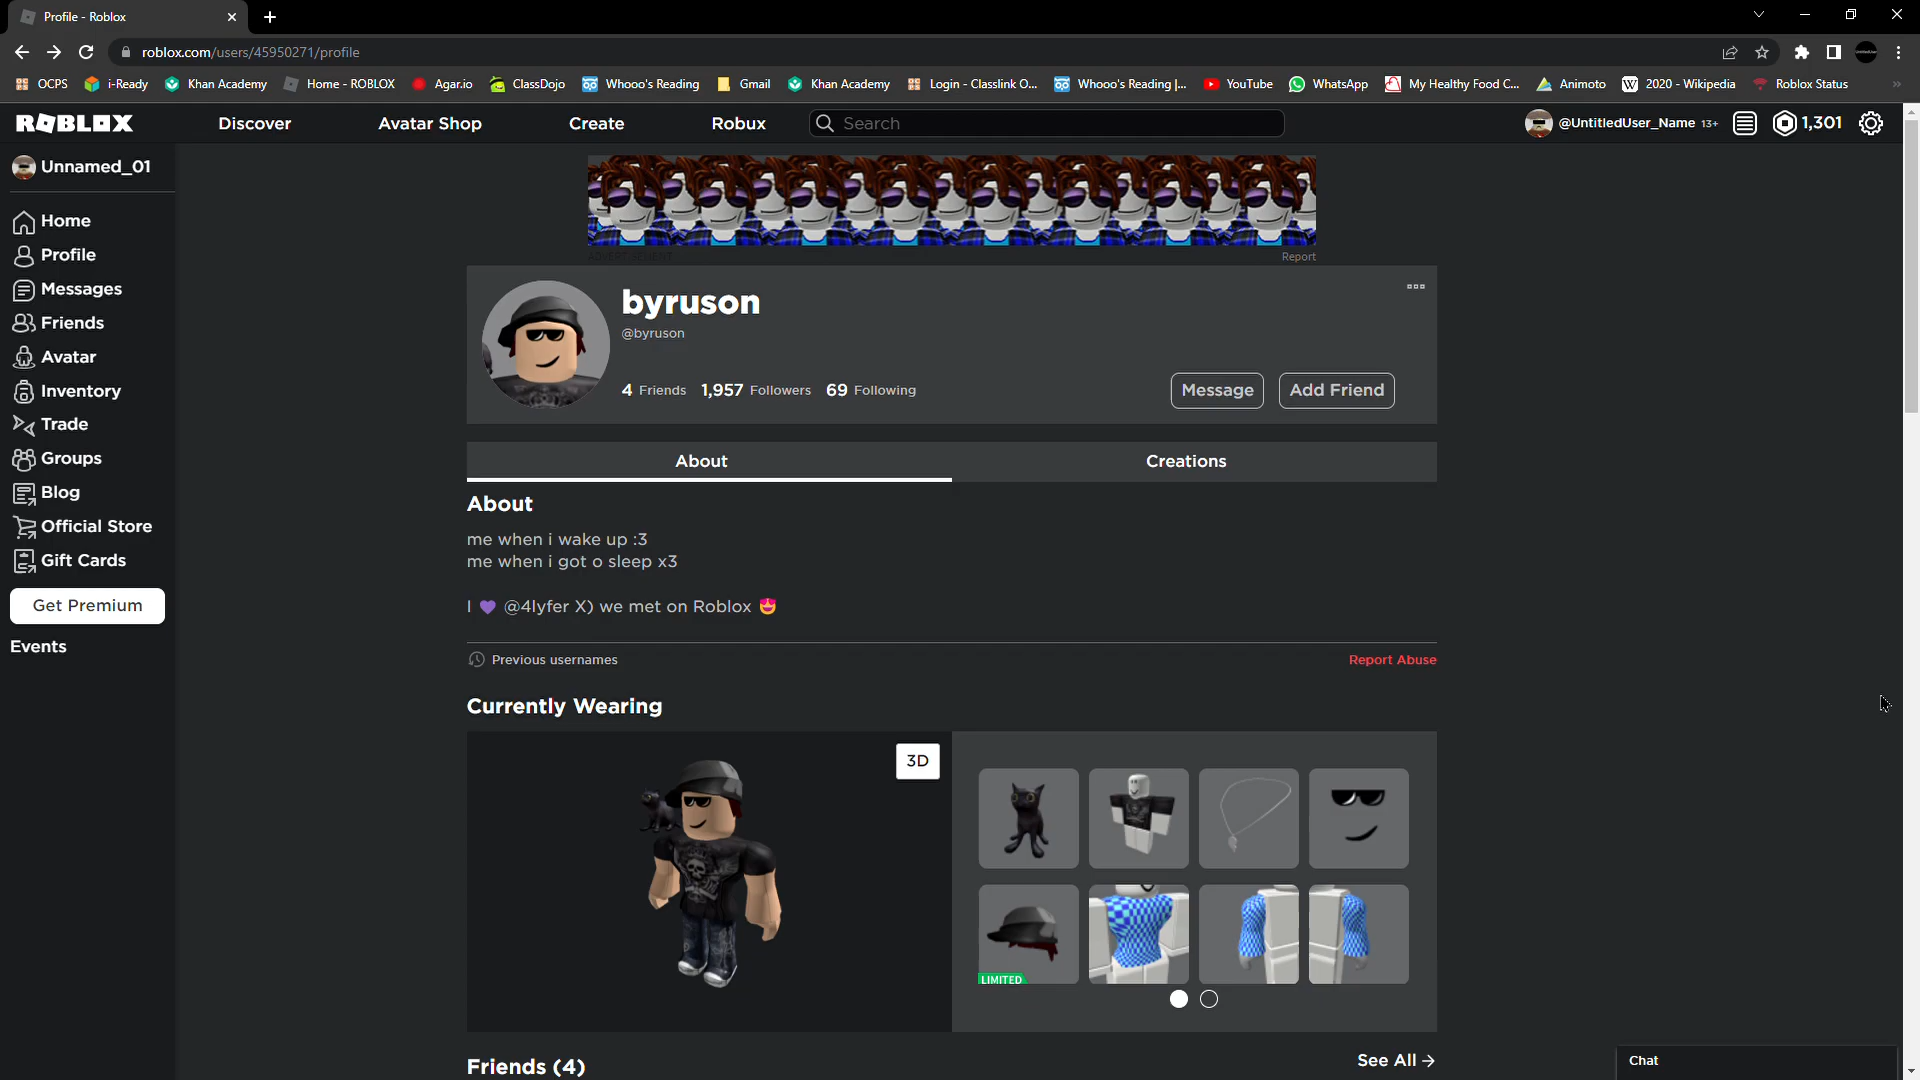 Profile - Roblox
roblox.com/users/45950271/profile
OCPS i-Ready Khan Academy Home - ROBLOX Agar.io ClassDojo Whooo's Reading Gmail Khan Academy Login - Classlink O... Whooo's Reading |... YouTube WhatsApp My Healthy Food C... Animoto 2020 - Wikipedia Roblox Status »
ROBLOX Discover Avatar Shop Create Robux Search @UntitledUser_Name 13+ 1,301
Unnamed_01
Home
Profile
Messages
Friends
Avatar
Inventory
Trade
Groups
Blog
Official Store
Gift Cards
Get Premium
Events
ADVERTISEMENT Report
byruson
@byruson
4 Friends 1,957 Followers 69 Following
Message Add Friend
About Creations
About
me when i wake up :3
me when i got o sleep x3
I 💜 @4lyfer X) we met on Roblox 😍
Previous usernames Report Abuse
Currently Wearing
3D
LIMITED
Friends (4) See All →
Chat